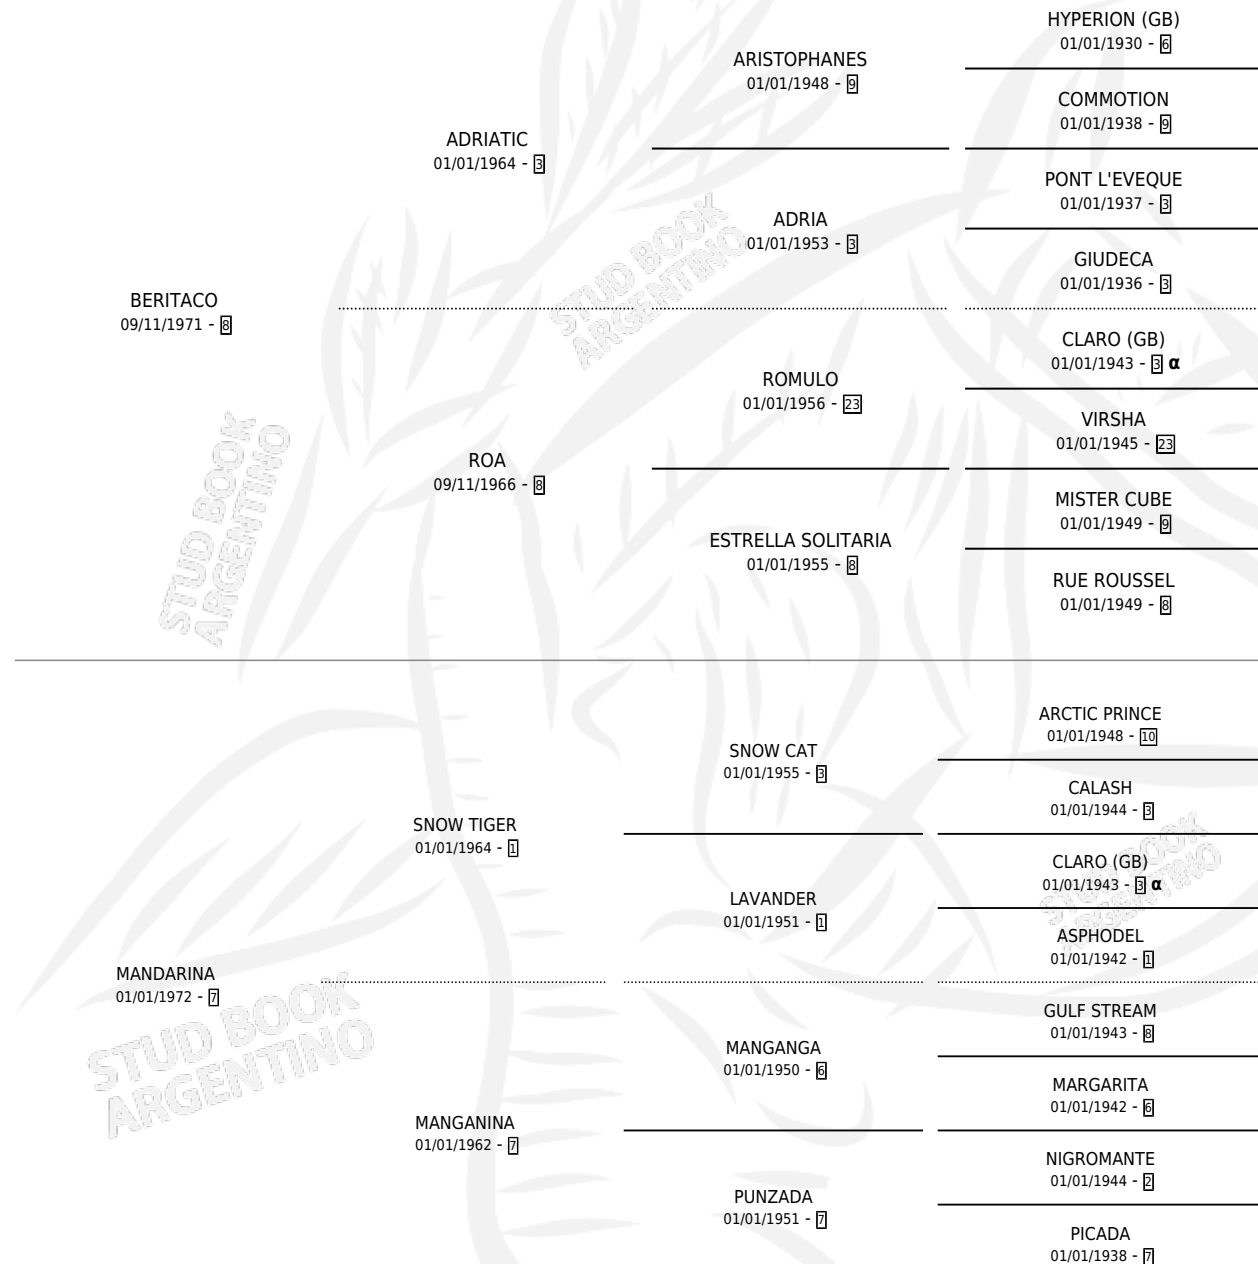 HYPERION (GB)
01/01/1930 - 6
ARISTOPHANES
01/01/1948 - 9
COMMOTION
01/01/1938 - 9
ADRIATIC
01/01/1964 - 3
PONT L'EVEQUE
01/01/1937 - 3
ADRIA
01/01/1953 - 3
GIUDECA
01/01/1936 - 3
BERITACO
09/11/1971 - 8
STUD BOOK
ARGENTINO
CLARO (GB)
01/01/1943 - 3 α
ROMULO
01/01/1956 - 23
VIRSHA
01/01/1945 - 23
ROA
09/11/1966 - 8
MISTER CUBE
01/01/1949 - 9
ESTRELLA SOLITARIA
01/01/1955 - 8
RUE ROUSSEL
01/01/1949 - 8
STUD BOOK
ARGENTINO
ARCTIC PRINCE
01/01/1948 - 10
SNOW CAT
01/01/1955 - 3
CALASH
01/01/1944 - 3
SNOW TIGER
01/01/1964 - 1
CLARO (GB)
01/01/1943 - 3 α
STUD BOOK
ARGENTINO
LAVANDER
01/01/1951 - 1
ASPHODEL
01/01/1942 - 1
MANDARINA
01/01/1972 - 7
STUD BOOK
ARGENTINO
GULF STREAM
01/01/1943 - 8
MANGANGA
01/01/1950 - 6
MARGARITA
01/01/1942 - 6
MANGANINA
01/01/1962 - 7
NIGROMANTE
01/01/1944 - 2
PUNZADA
01/01/1951 - 7
PICADA
01/01/1938 - 7